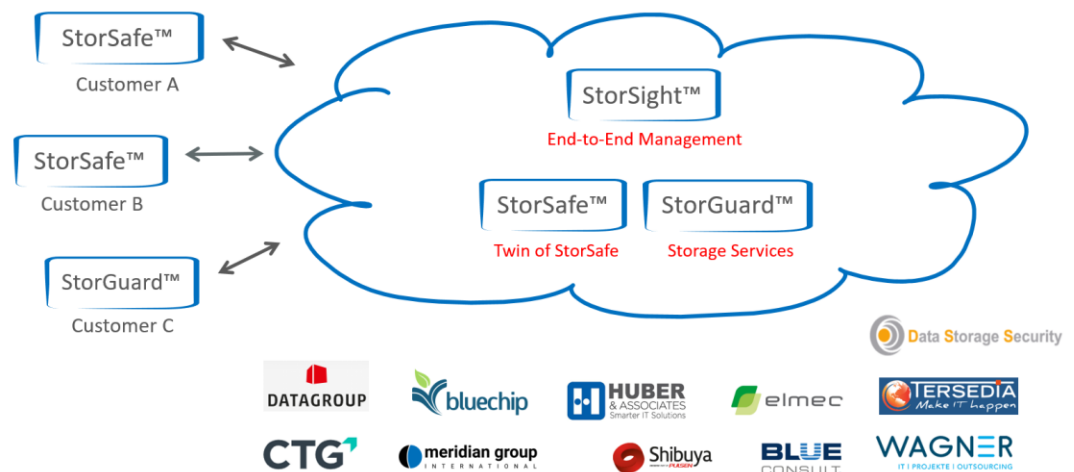 StorSafe™
Customer A
StorSight™
End-to-End Management
StorSafe™
Customer B
StorSafe™
Twin of StorSafe
StorGuard™
Storage Services
StorGuard™
Customer C
Data Storage Security
DATAGROUP
bluechip
HUBER
& ASSOCIATES
Smarter IT Solutions
elmec
TERSEDIA
Make IT happen
CTG
meridian group
INTERNATIONAL
Shibuya
PULSEN
BLUE
CONSULT
WAGNER
IT I PROJEKTE I OUTSOURCING